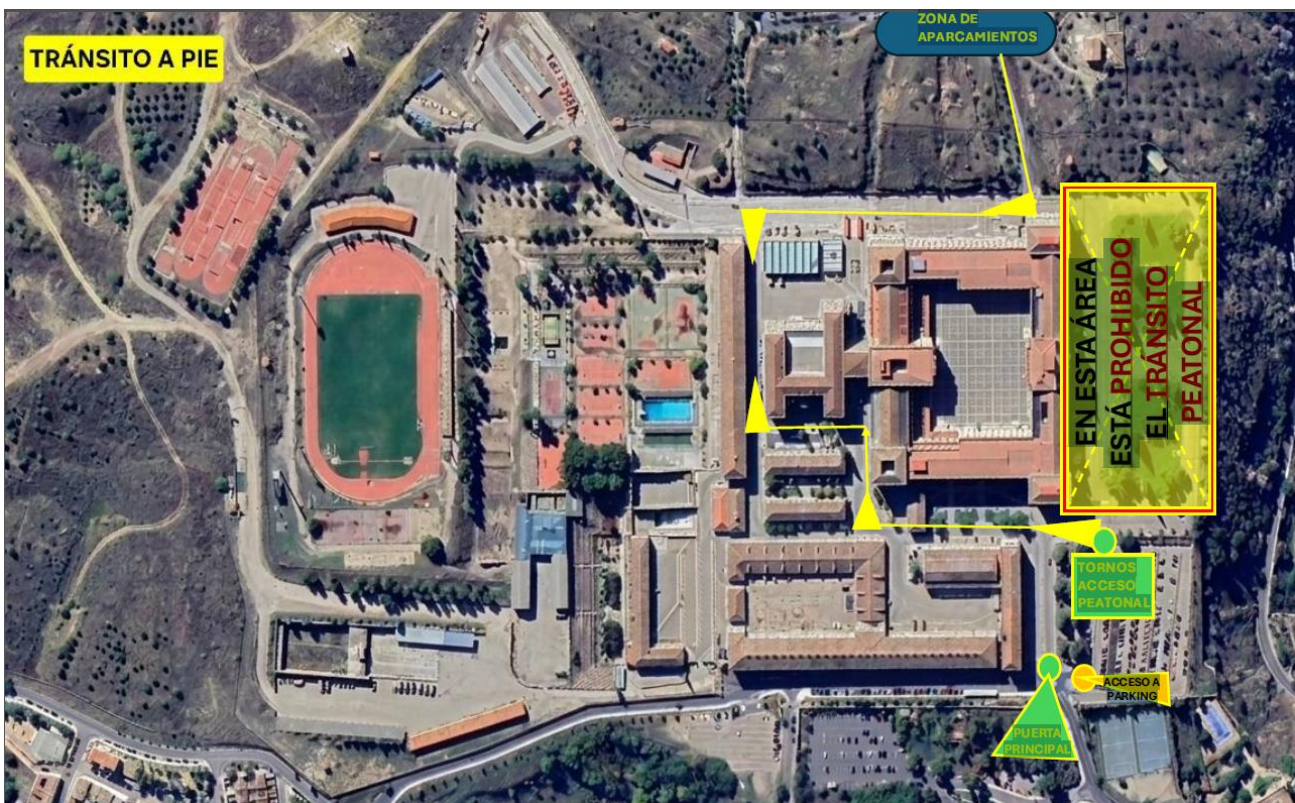 ZONA DE
APARCAMIENTOS
TRÁNSITO A PIE
EN ESTA ÁREA
ESTÁ PROHIBIDO
EL TRÁNSITO
PEATONAL
TORNOS
ACCESO
PEATONAL
ACCESO A
PARKING
PUERTA
PRINCIPAL